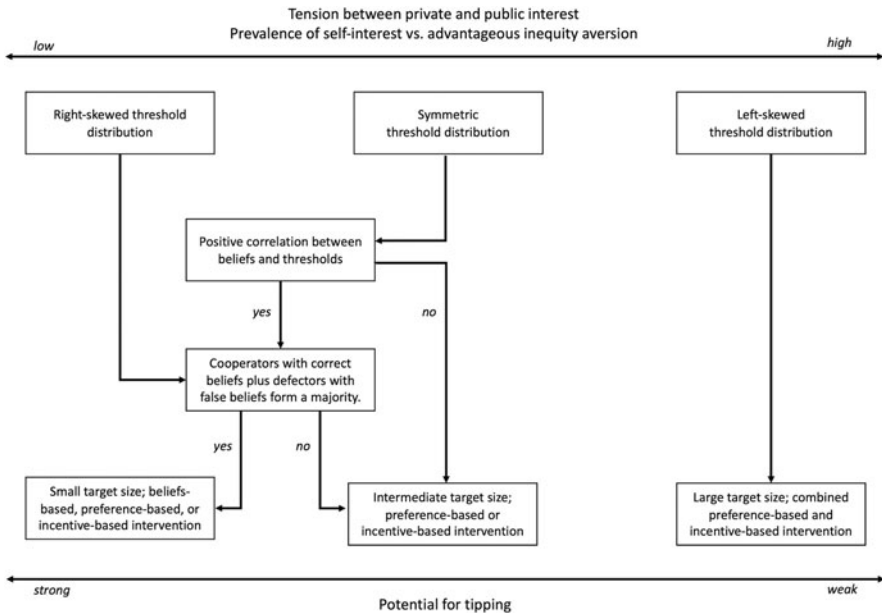 Tension between private and public interest
Prevalence of self-interest vs. advantageous inequity aversion
low
high
Right-skewed threshold
distribution
Symmetric
threshold distribution
Left-skewed
threshold distribution
Positive correlation between
beliefs and thresholds
yes
no
Cooperators with correct
beliefs plus defectors with
false beliefs form a majority.
yes
no
Small target size; beliefs-
based, preference-based, or
incentive-based intervention
Intermediate target size;
preference-based or
incentive-based intervention
Large target size; combined
preference-based and
incentive-based intervention
strong
weak
Potential for tipping